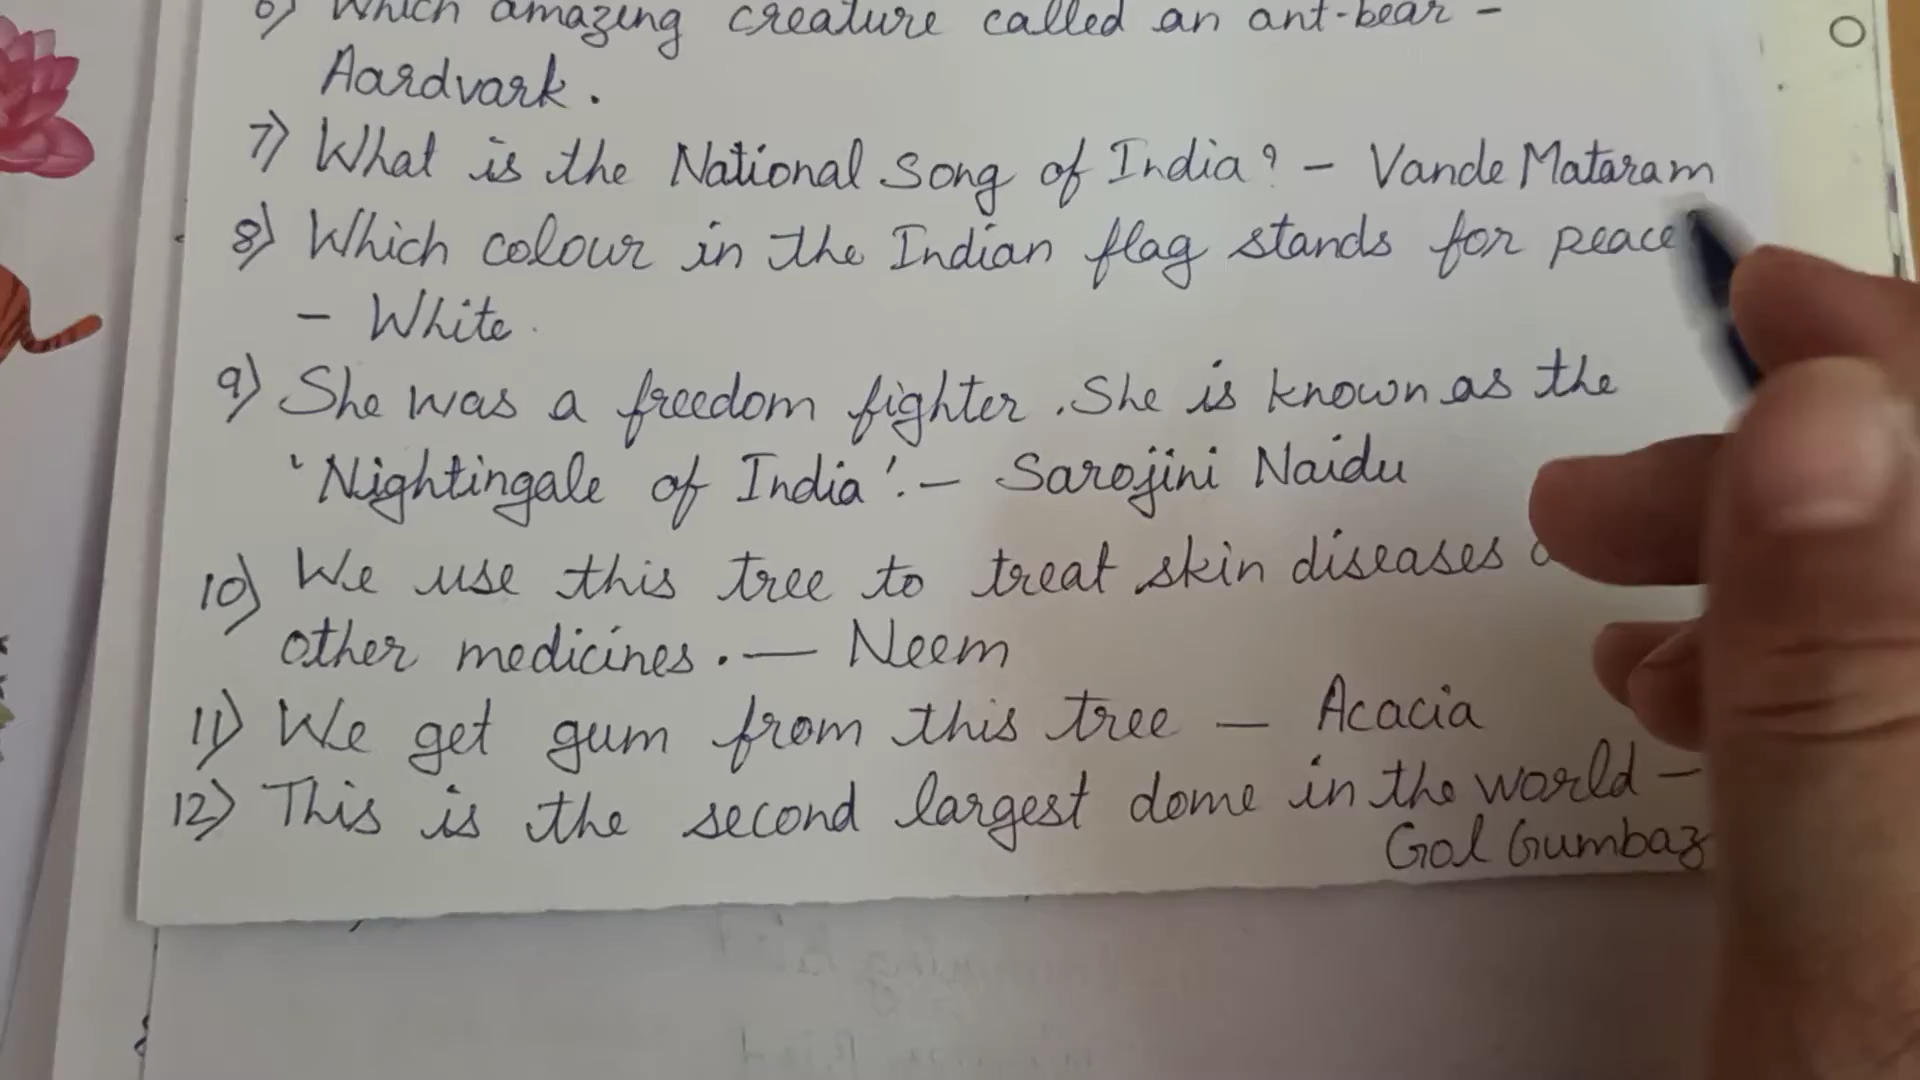 6) Which amazing creature called an ant-bear -
Aardvark.
7) What is the National Song of India? - Vande Mataram
8) Which colour in the Indian flag stands for peace
- White.
9) She was a freedom fighter. She is known as the
'Nightingale of India'. - Sarojini Naidu
10) We use this tree to treat skin diseases
other medicines. — Neem
11) We get gum from this tree — Acacia
12) This is the second largest dome in the world —
Gol Gumbaz